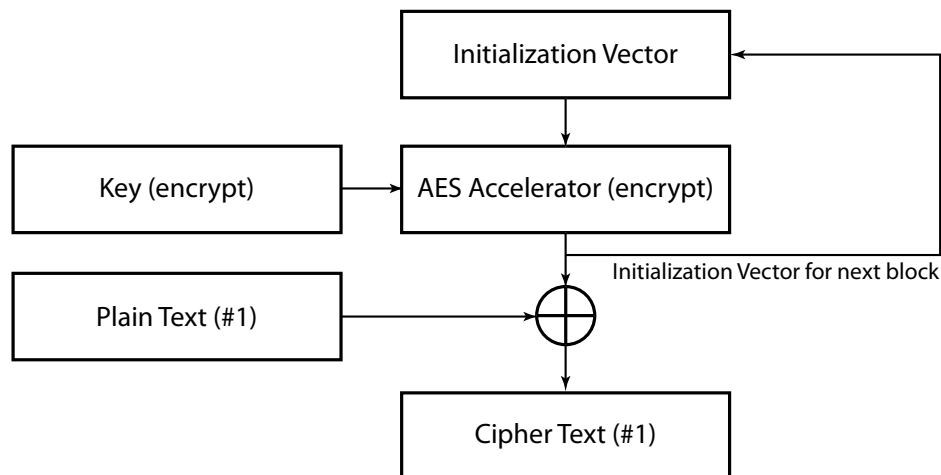 Initialization Vector
Key (encrypt)
AES Accelerator (encrypt)
Initialization Vector for next block
Plain Text (#1)
Cipher Text (#1)